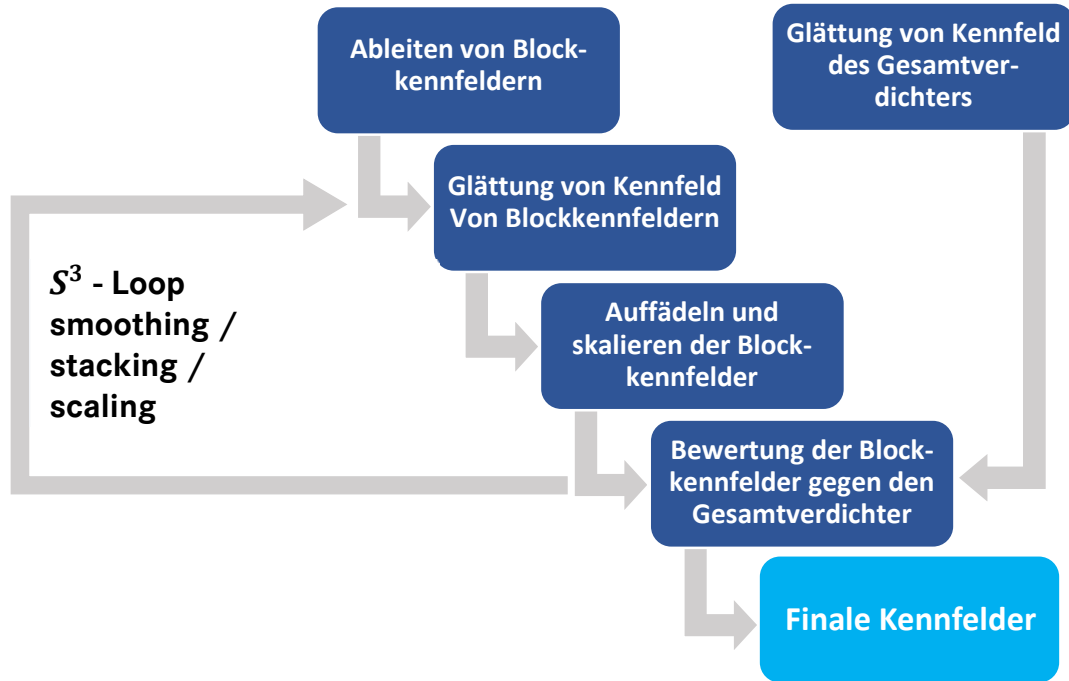 Ableiten von Block-
kennfeldern
Glättung von Kennfeld
des Gesamtver-
dichters
Glättung von Kennfeld
Von Blockkennfeldern
S³ - Loop
smoothing /
stacking /
scaling
Auffädeln und
skalieren der Block-
kennfelder
Bewertung der Block-
kennfelder gegen den
Gesamtverdichter
Finale Kennfelder